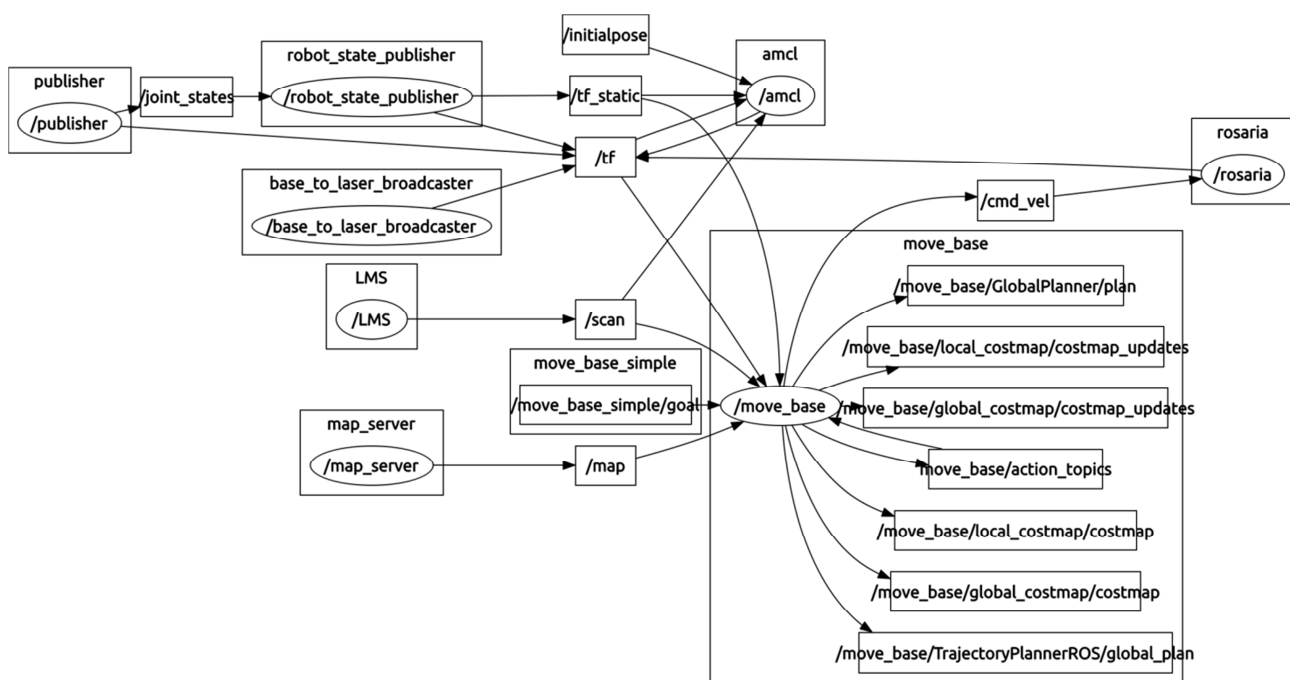 publisher
/publisher
/joint_states
robot_state_publisher
/robot_state_publisher
/initialpose
/tf_static
amcl
/amcl
/tf
base_to_laser_broadcaster
/base_to_laser_broadcaster
rosaria
/rosaria
/cmd_vel
LMS
/LMS
/scan
move_base_simple
/move_base_simple/goal
map_server
/map_server
/map
move_base
/move_base
/move_base/GlobalPlanner/plan
/move_base/local_costmap/costmap_updates
/move_base/global_costmap/costmap_updates
move_base/action_topics
/move_base/local_costmap/costmap
/move_base/global_costmap/costmap
/move_base/TrajectoryPlannerROS/global_plan